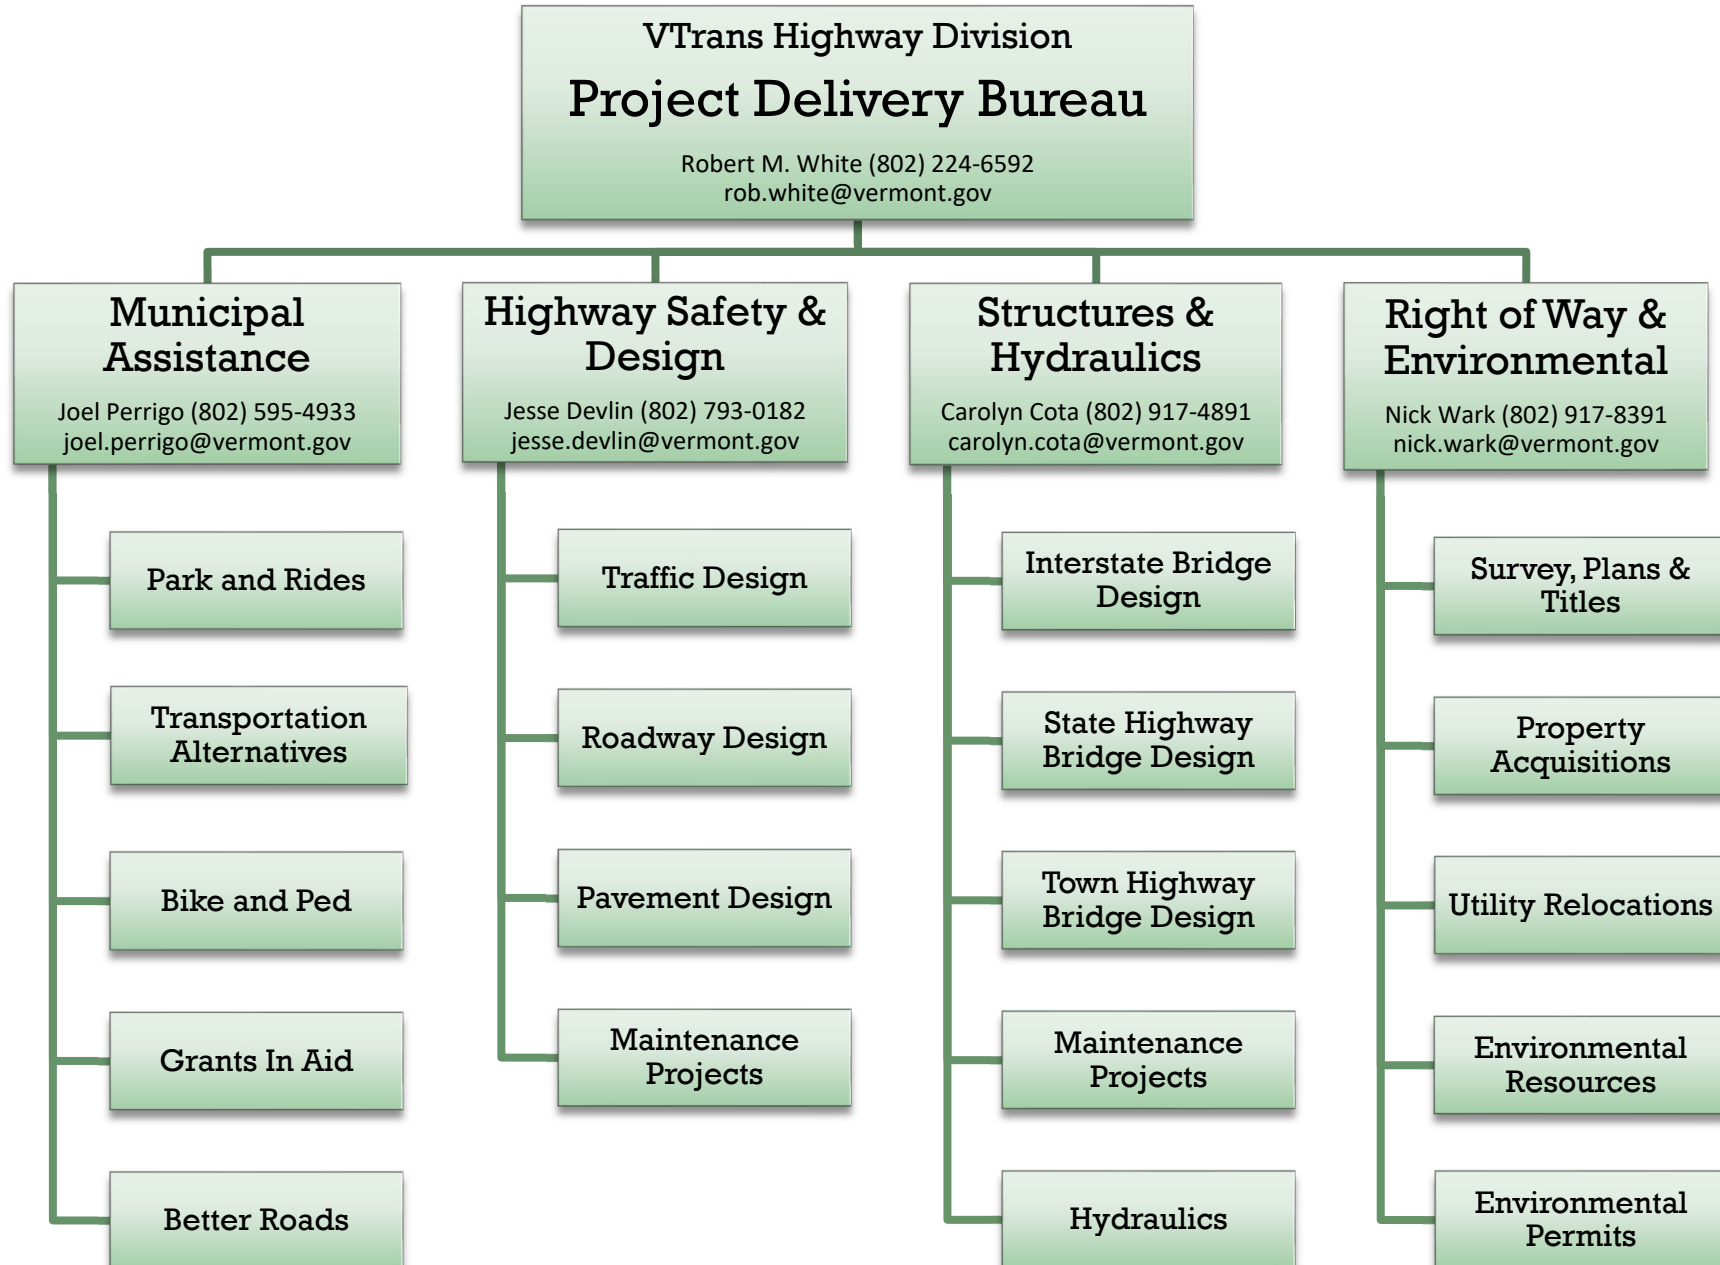 VTrans Highway Division
Project Delivery Bureau
Robert M. White (802) 224-6592
rob.white@vermont.gov
Municipal
Assistance
Joel Perrigo (802) 595-4933
joel.perrigo@vermont.gov
Park and Rides
Transportation
Alternatives
Bike and Ped
Grants In Aid
Better Roads
Highway Safety &
Design
Jesse Devlin (802) 793-0182
jesse.devlin@vermont.gov
Traffic Design
Roadway Design
Pavement Design
Maintenance
Projects
Structures &
Hydraulics
Carolyn Cota (802) 917-4891
carolyn.cota@vermont.gov
Interstate Bridge
Design
State Highway
Bridge Design
Town Highway
Bridge Design
Maintenance
Projects
Hydraulics
Right of Way &
Environmental
Nick Wark (802) 917-8391
nick.wark@vermont.gov
Survey, Plans &
Titles
Property
Acquisitions
Utility Relocations
Environmental
Resources
Environmental
Permits